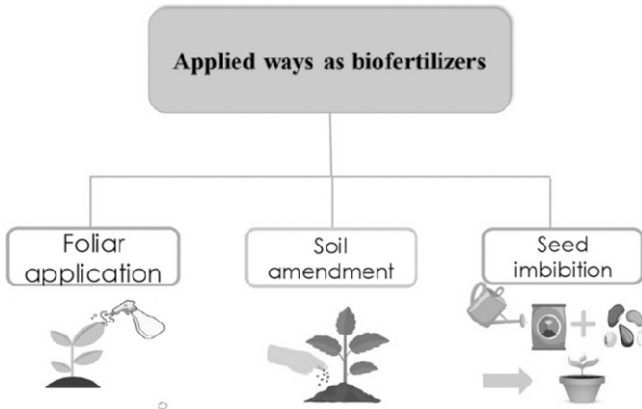 Applied ways as biofertilizers
Foliar
application
Soil
amendment
Seed
imbibition